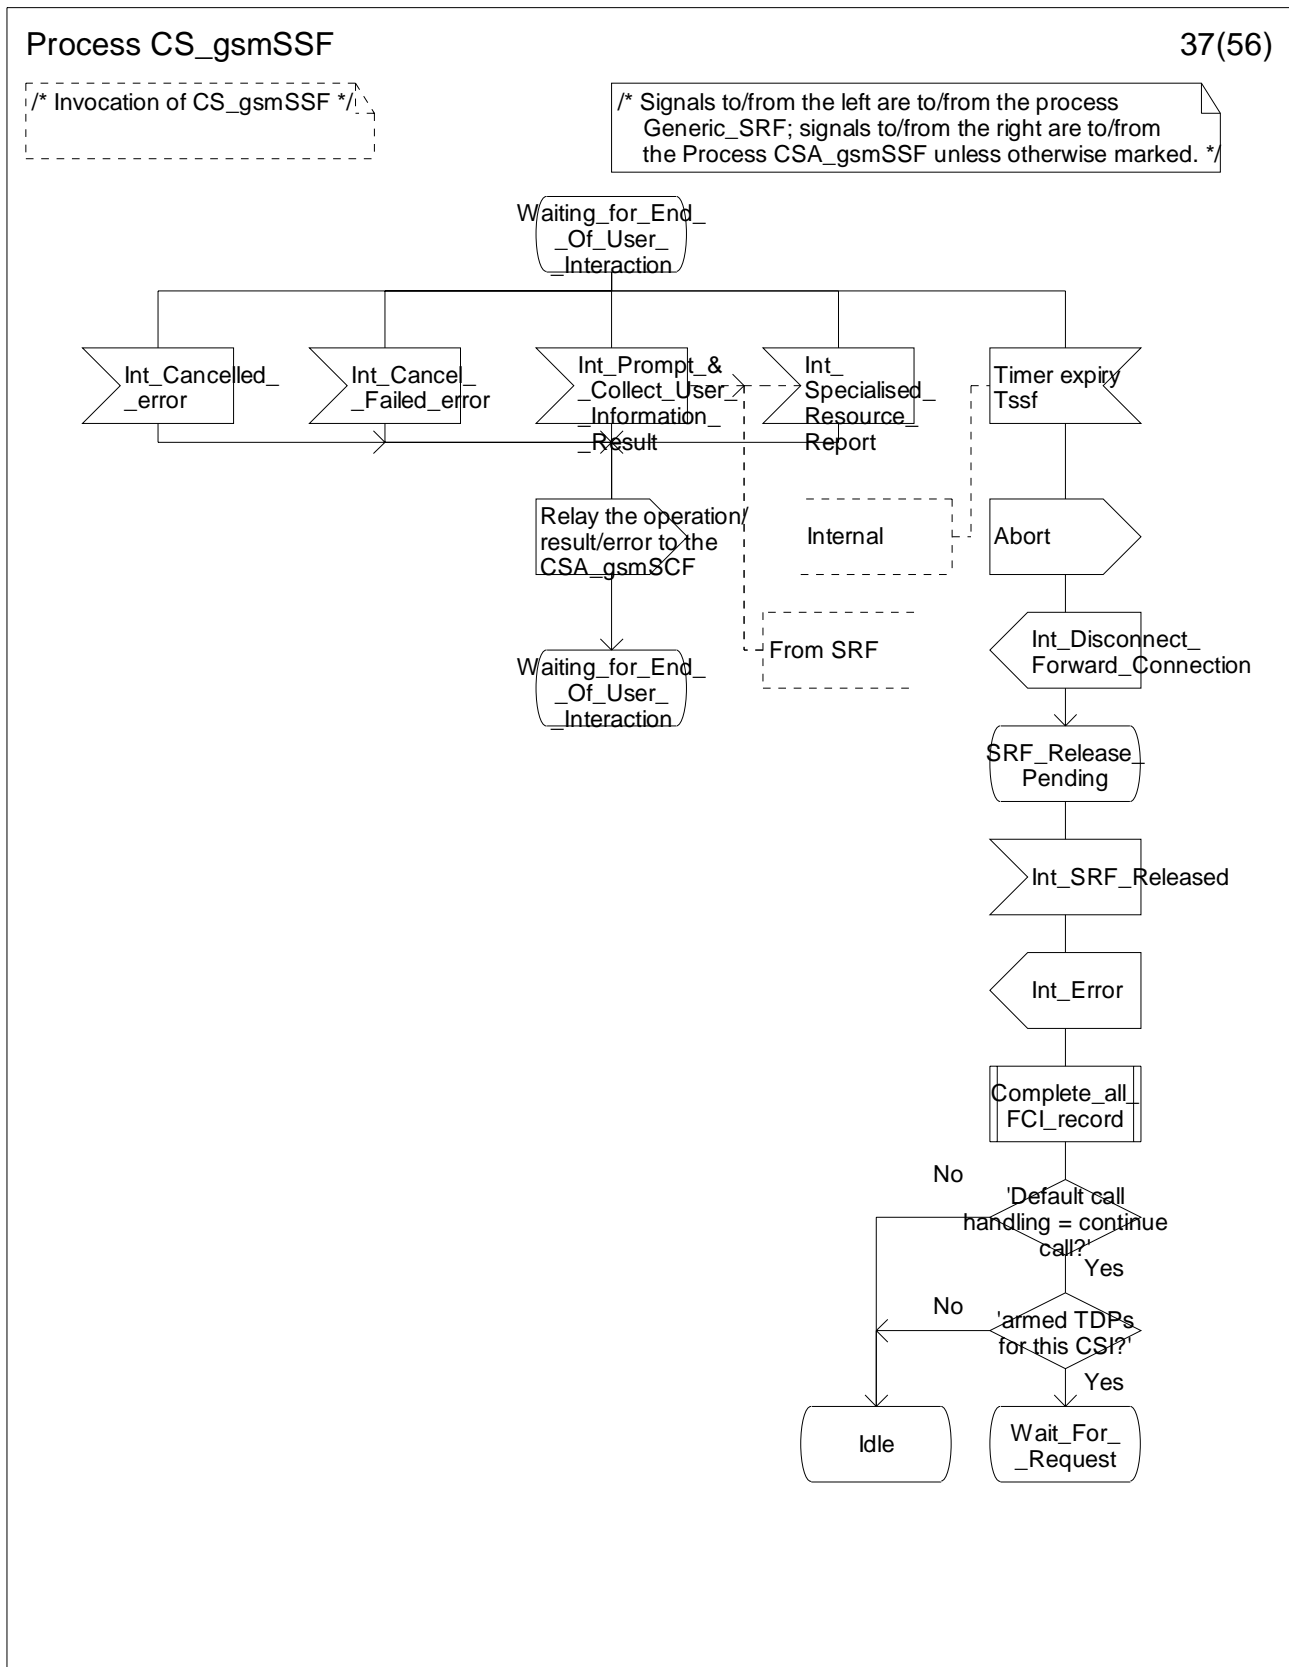 Process CS_gsmSSF
37(56)
/* Invocation of CS_gsmSSF */
/* Signals to/from the left are to/from the process
Generic_SRF; signals to/from the right are to/from
the Process CSA_gsmSSF unless otherwise marked. */
Waiting_for_End_
_Of_User_
_Interaction
Int_Cancelled_
_error
Int_Cancel_
_Failed_error
Int_Prompt_&
_Collect_User_
_Information_
_Result
Int_
Specialised_
Resource_
Report
Timer expiry
Tssf
Relay the operation/
result/error to the
CSA_gsmSCF
Internal
Abort
Int_Disconnect_
Forward_Connection
From SRF
Waiting_for_End_
_Of_User_
_Interaction
SRF_Release_
Pending
Int_SRF_Released
Int_Error
Complete_all_
FCI_record
No
'Default call
handling = continue
call?'
Yes
No
'armed TDPs
for this CSI?'
Yes
Idle
Wait_For_
_Request